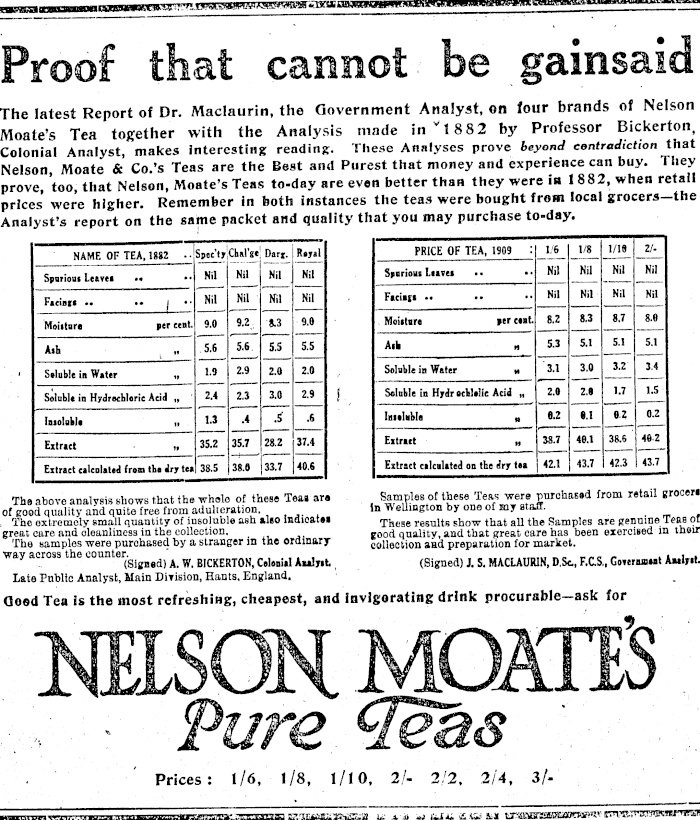 Proof that cannot be gainsaid
The latest Report of Dr. Maclaurin, the Government Analyst, on four brands of Nelson
Moate's Tea together with the Analysis made in 1882 by Professor Bickerton,
Colonial Analyst, makes interesting reading. These Analyses prove beyond contradiction that
Nelson, Moate & Co.'s Teas are the Best and Purest that money and experience can buy. They
prove, too, that Nelson, Moate's Teas to-day are even better than they were in 1882, when retail
prices were higher. Remember in both instances the teas were bought from local grocers—the
Analyst's report on the same packet and quality that you may purchase to-day.
NAME OF TEA, 1882 .. Spec'ty Chal'ge Darg. Royal
Spurious Leaves .. .. Nil Nil Nil Nil
Facings .. .. .. Nil Nil Nil Nil
Moisture per cent. 9.0 9.2 8.3 9.0
Ash „ 5.6 5.6 5.5 5.5
Soluble in Water „ 1.9 2.9 2.0 2.0
Soluble in Hydrochloric Acid „ 2.4 2.3 3.0 2.9
Insoluble „ 1.3 .4 .5 .6
Extract „ 35.2 35.7 28.2 37.4
Extract calcolated from the dry tea 38.5 38.0 33.7 40.6
The above analysis shows that the whole of these Teas are
of good quality and quite free from adulteration.
The extremely small quantity of insoluble ash also indicates
great care and cleanliness in the collection.
The samples were purchased by a stranger in the ordinary
way across the counter.
(Signed) A. W. BICKERTON, Colonial Analyst.
Late Public Analyst, Main Division, Hants, England.
PRICE OF TEA, 1909 : 1/6 1/8 1/10 2/-
Spurious Leaves .. .. Nil Nil Nil Nil
Facings .. .. .. Nil Nil Nil Nil
Moisture per cent. 8.2 8.3 8.7 8.0
Ash „ 5.3 5.1 5.1 5.1
Soluble in Water „ 3.1 3.0 3.2 3.4
Soluble in Hydrochloric Acid „ 2.0 2.0 1.7 1.5
Insoluble „ 0.2 0.1 0.2 0.2
Extract „ 38.7 40.1 38.6 40.2
Extract calculated on the dry tea 42.1 43.7 42.3 43.7
Samples of these Teas were purchased from retail grocers
in Wellington by one of my staff.
These results show that all the Samples are genuine Teas of
good quality, and that great care has been exercised in their
collection and preparation for market.
(Signed) J. S. MACLAURIN, D.Sc., F.C.S., Government Analyst.
Good Tea is the most refreshing, cheapest, and invigorating drink procurable—ask for
NELSON MOATE'S
Pure Teas
Prices : 1/6, 1/8, 1/10, 2/- 2/2, 2/4, 3/-